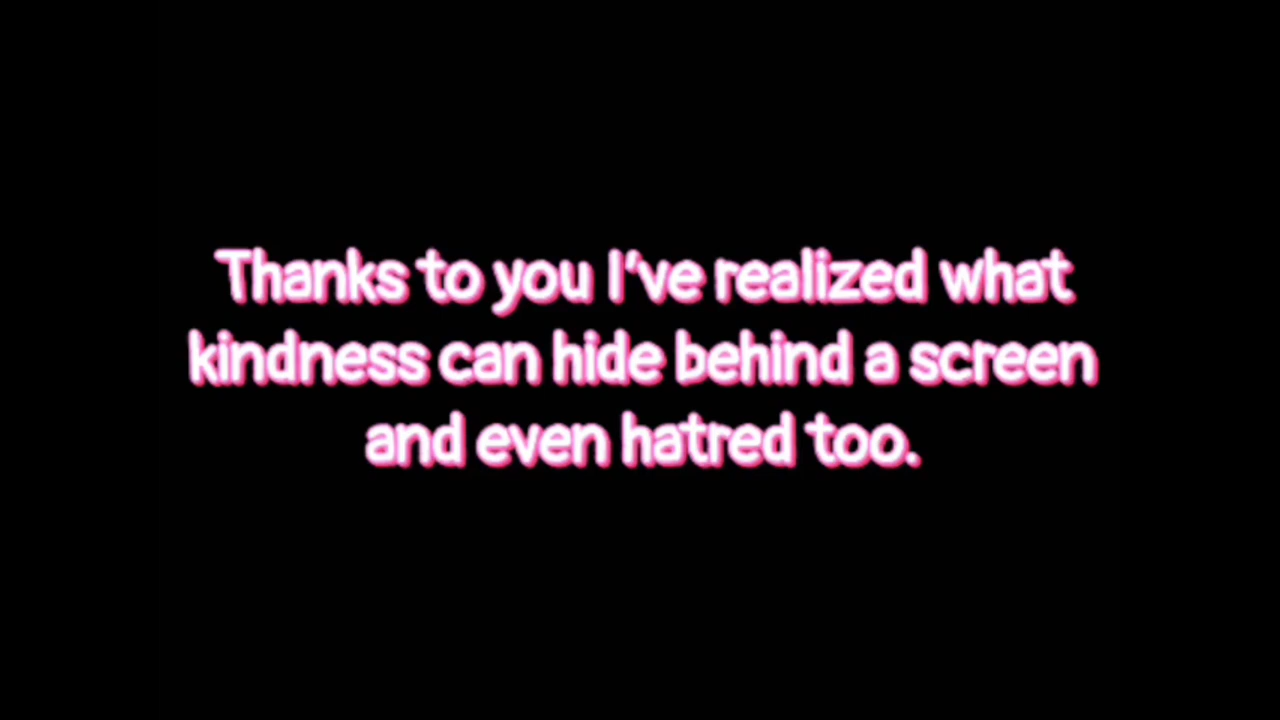 Thanks to you I've realized what
kindness can hide behind a screen
and even hatred too.